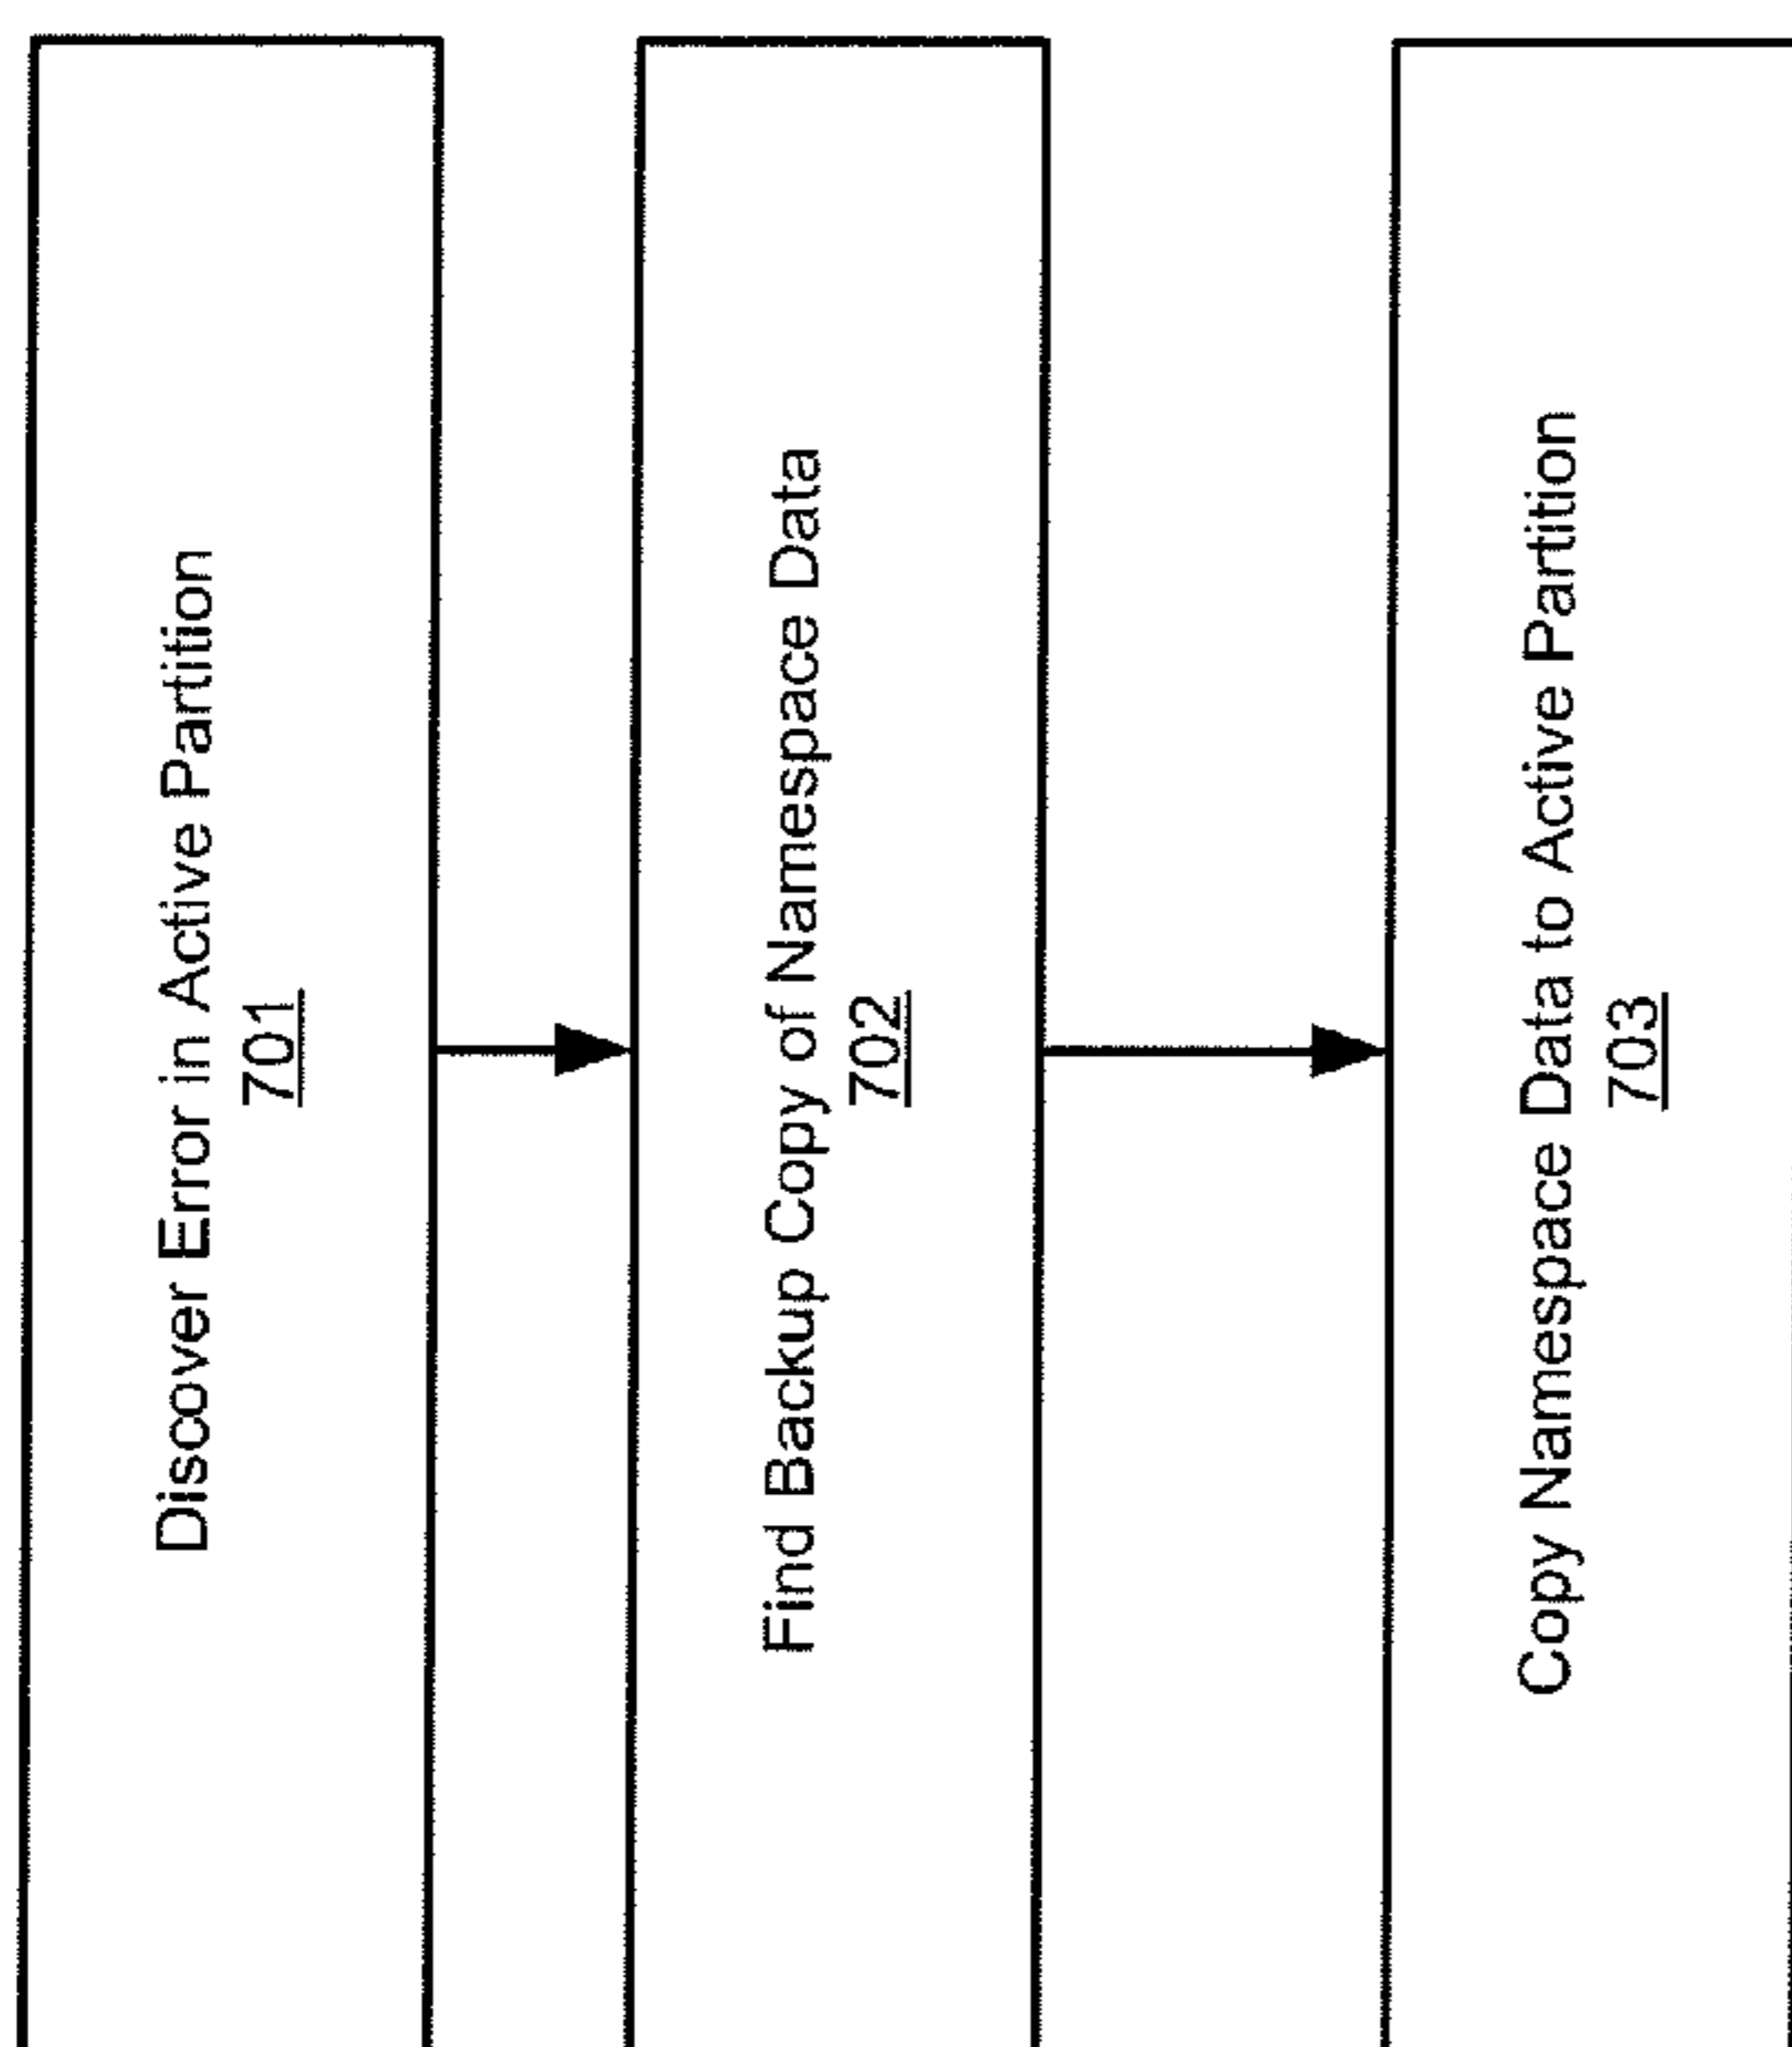 Discover Error in Active Partition
701
Find Backup Copy of Namespace Data
702
Copy Namespace Data to Active Partition
703